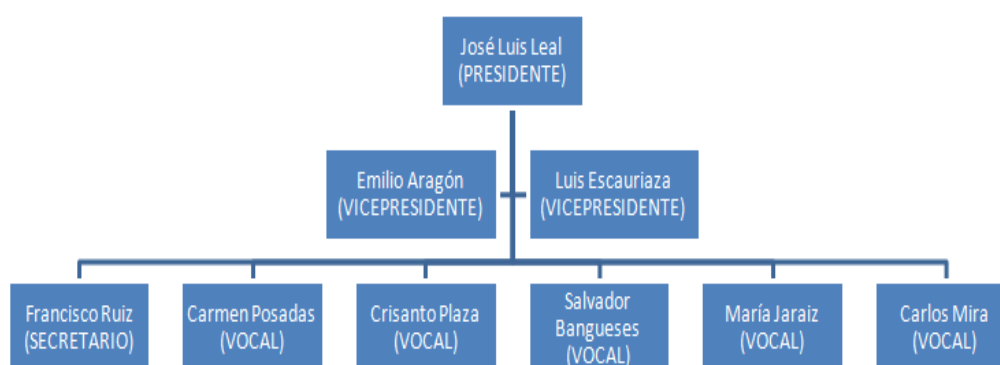 José Luis Leal
(PRESIDENTE)
Emilio Aragón
(VICEPRESIDENTE)
Luis Escauriaza
(VICEPRESIDENTE)
Francisco Ruiz
(SECRETARIO)
Carmen Posadas
(VOCAL)
Crisanto Plaza
(VOCAL)
Salvador
Bangueses
(VOCAL)
María Jaraiz
(VOCAL)
Carlos Mira
(VOCAL)